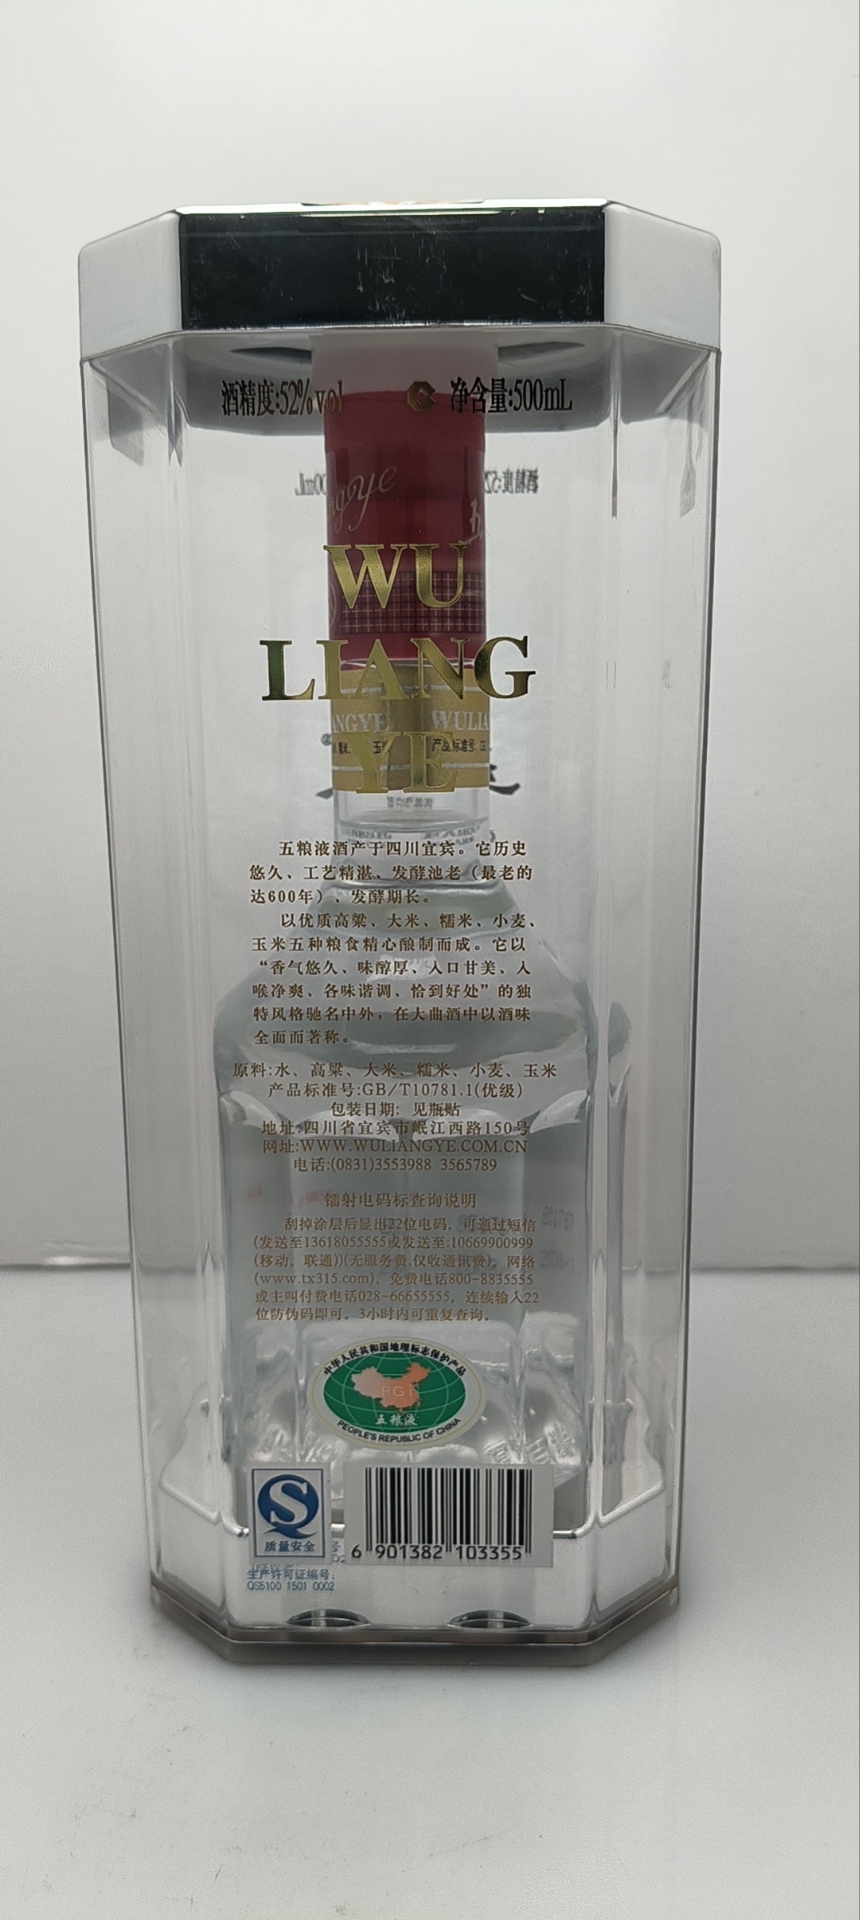 酒精度:52%vol 净含量:500mL
WU
LIANG
YE
五粮液酒产于四川宜宾。它历史
悠久、工艺精湛、发酵池老（最老的
达600年）、发酵期长。
以优质高粱、大米、糯米、小麦、
玉米五种粮食精心酿制而成。它以
“香气悠久、味醇厚、入口甘美、入
喉净爽、各味谐调、恰到好处”的独
特风格驰名中外，在大曲酒中以酒味
全面而著称。
原料:水、高粱、大米、糯米、小麦、玉米
产品标准号:GB/T10781.1(优级)
包装日期: 见瓶贴
地址:四川省宜宾市岷江西路150号
网址:WWW.WULIANGYE.COM.CN
电话:(0831)3553988 3565789
镭射电码标查询说明
刮掉涂层后显出22位电码，可通过短信
(发送至13618055555或发送至:10669900999
(移动、联通))(无服务费,仅收通讯费)；网络
(www.tx315.com)，免费电话800-8835555
或主叫付费电话028-66655555，连续输入22
位防伪码即可。3小时内可重复查询。
中华人民共和国地理标志保护产品
PGI
五粮液
PEOPLE'S REPUBLIC OF CHINA
质量安全
6 901382 103355
生产许可证编号:
QS5100 1501 0002